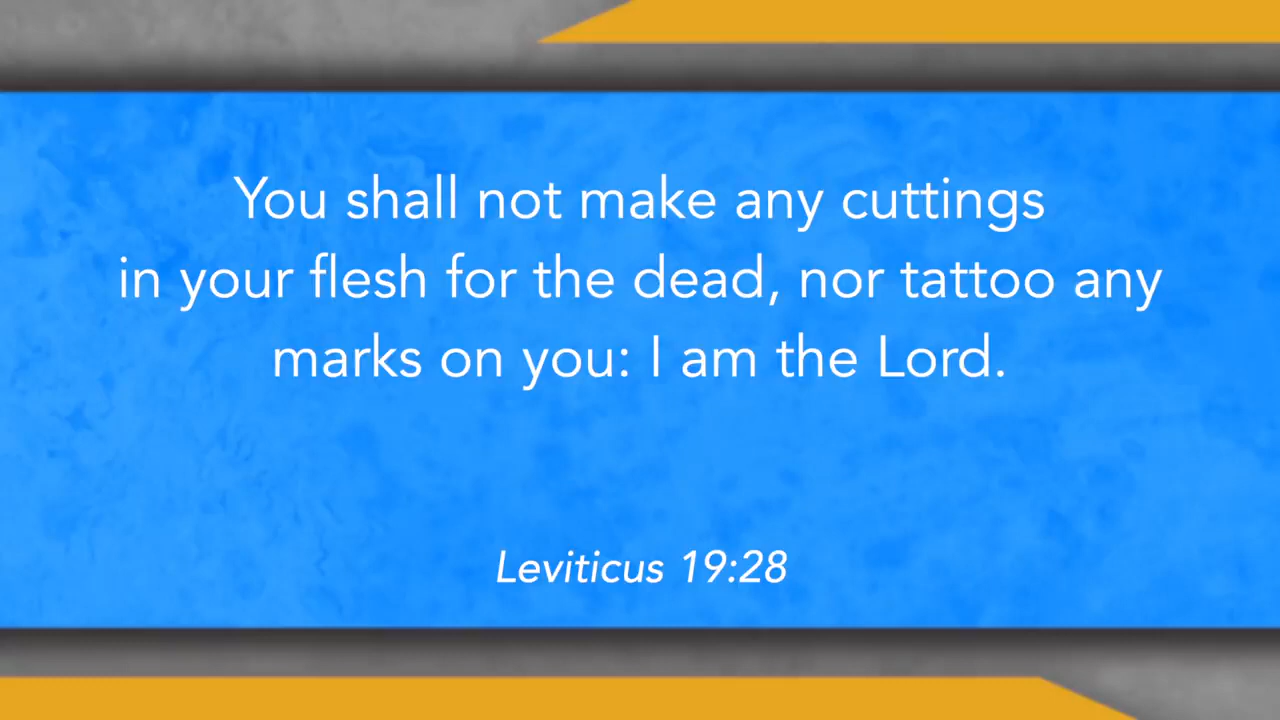 You shall not make any cuttings
in your flesh for the dead, nor tattoo any
marks on you: I am the Lord.
Leviticus 19:28